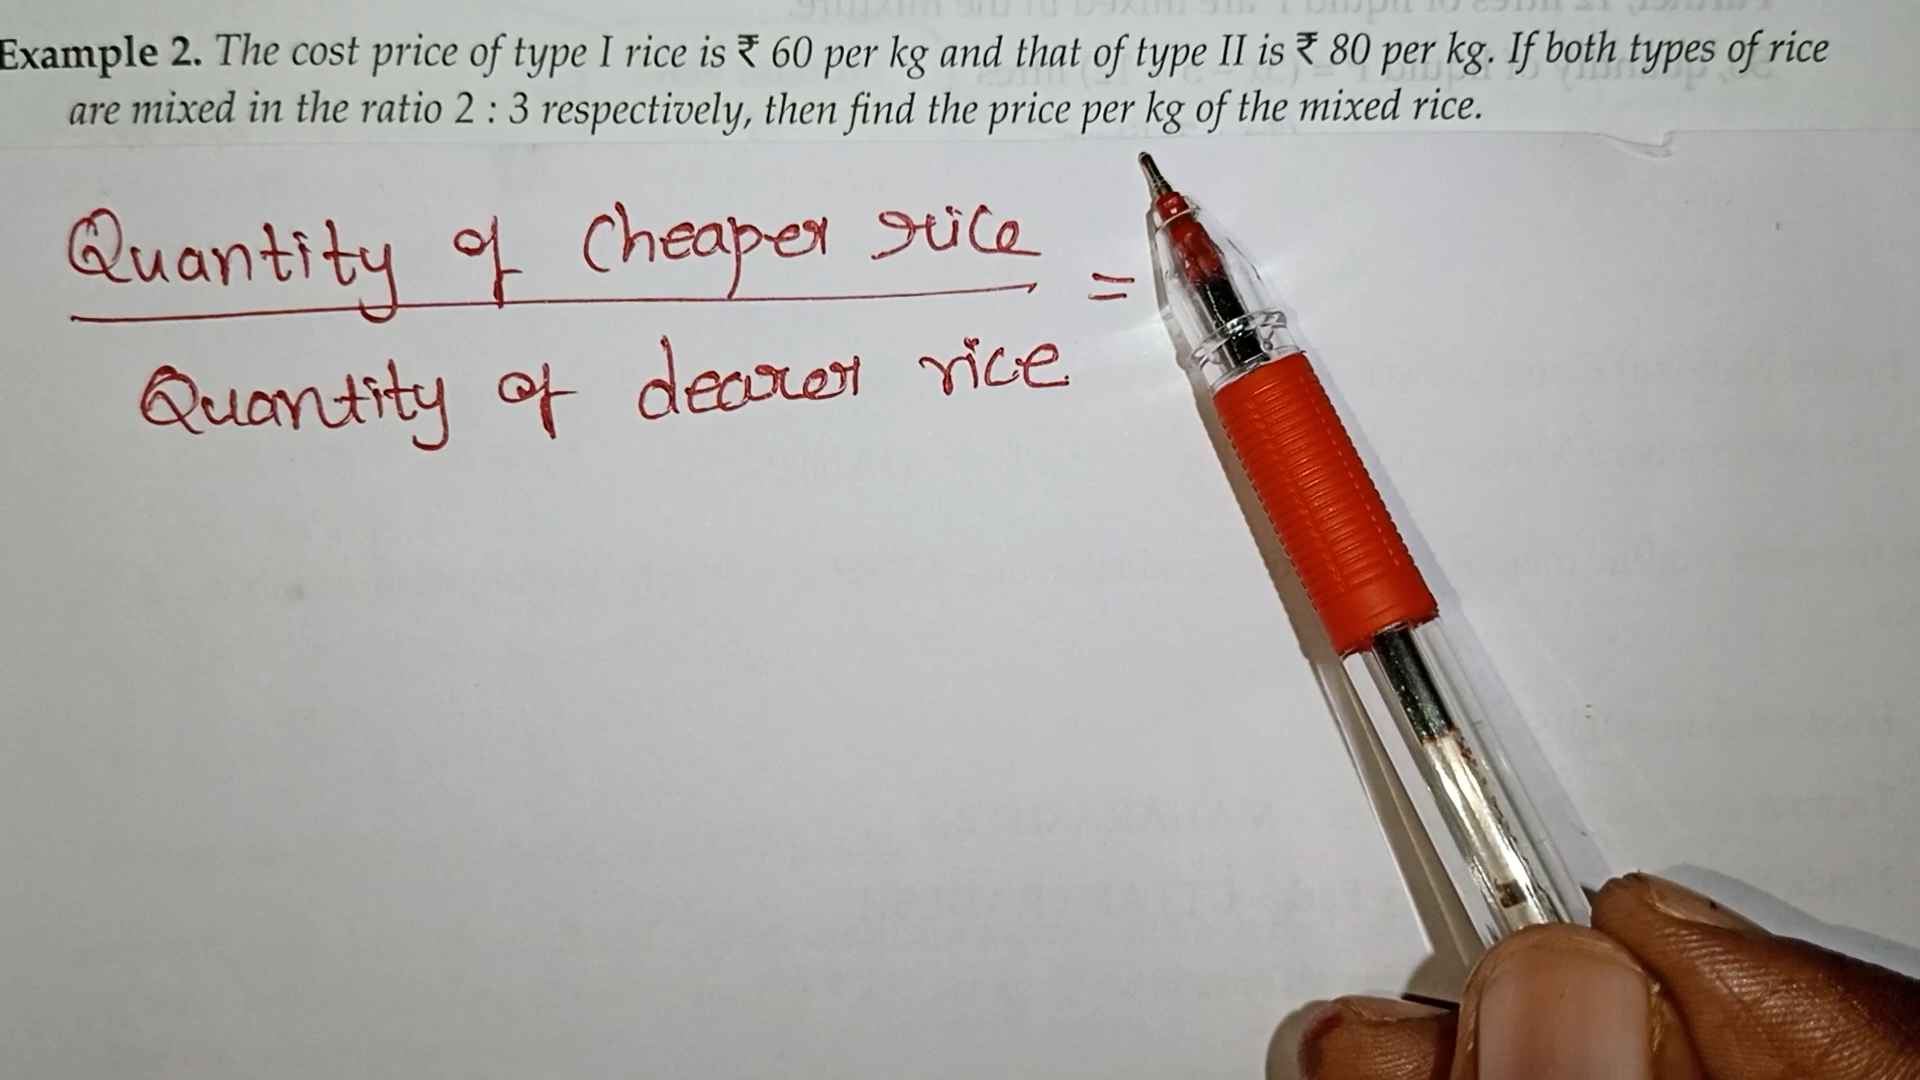 Example 2. The cost price of type I rice is ₹ 60 per kg and that of type II is ₹ 80 per kg. If both types of rice
are mixed in the ratio 2 : 3 respectively, then find the price per kg of the mixed rice.
Quantity of Cheaper rice =
Quantity of dearer rice